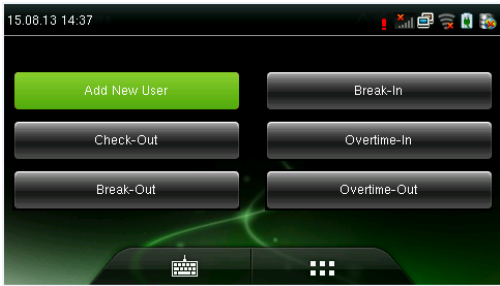 15.08.13 14:37
Add New User
Break-In
Check-Out
Overtime-In
Break-Out
Overtime-Out